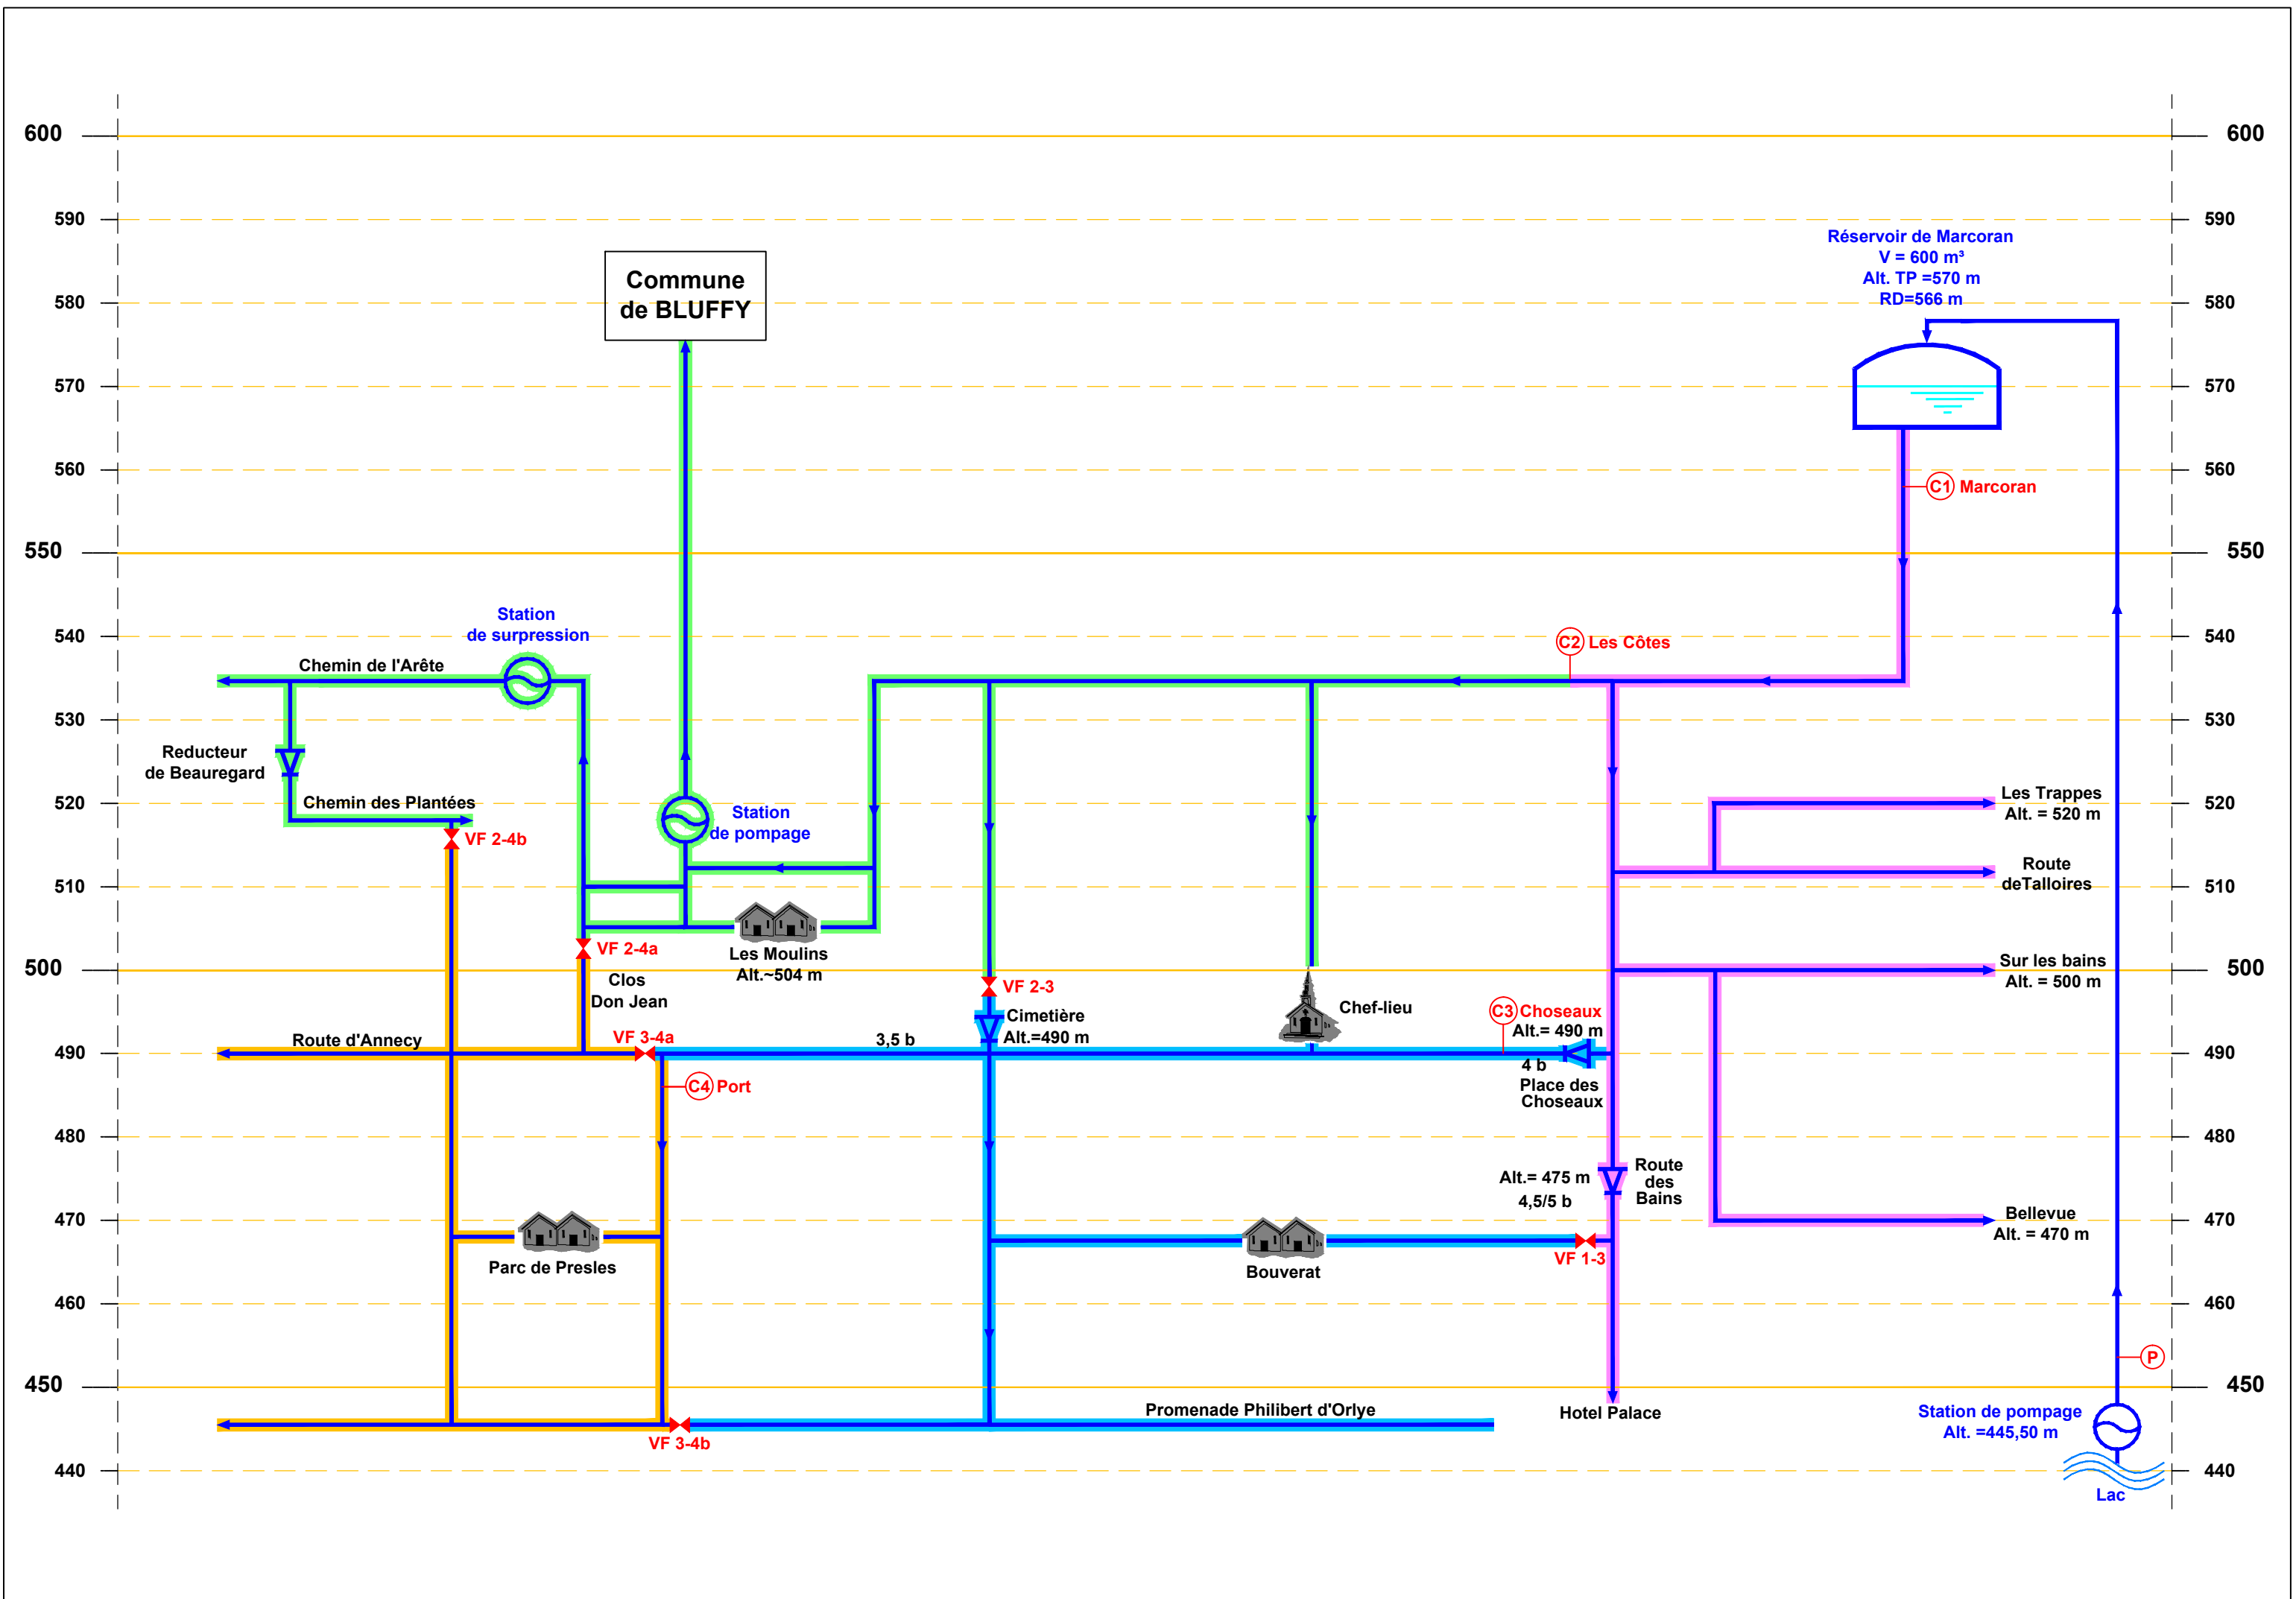 600
600
590
590
Réservoir de Marcoran
V = 600 m³
Alt. TP =570 m
RD=566 m
Commune
de BLUFFY
580
580
570
570
560
560
C1 Marcoran
550
550
Station
de surpression
540
540
C2 Les Côtes
Chemin de l'Arête
530
530
Reducteur
de Beauregard
520
520
Chemin des Plantées
Station
de pompage
Les Trappes
Alt. = 520 m
VF 2-4b
510
510
Route
deTalloires
VF 2-4a
Les Moulins
Alt.~504 m
500
500
Sur les bains
Alt. = 500 m
Clos
Don Jean
VF 2-3
Cimetière
Alt.=490 m
Chef-lieu
C3 Choseaux
Alt.= 490 m
490
490
Route d'Annecy
VF 3-4a
3,5 b
4 b
Place des
Choseaux
C4 Port
480
480
Alt.= 475 m
4,5/5 b
Route
des
Bains
470
470
Bellevue
Alt. = 470 m
Parc de Presles
Bouverat
VF 1-3
460
460
P
450
450
Promenade Philibert d'Orlye
Hotel Palace
Station de pompage
Alt. =445,50 m
VF 3-4b
440
440
Lac